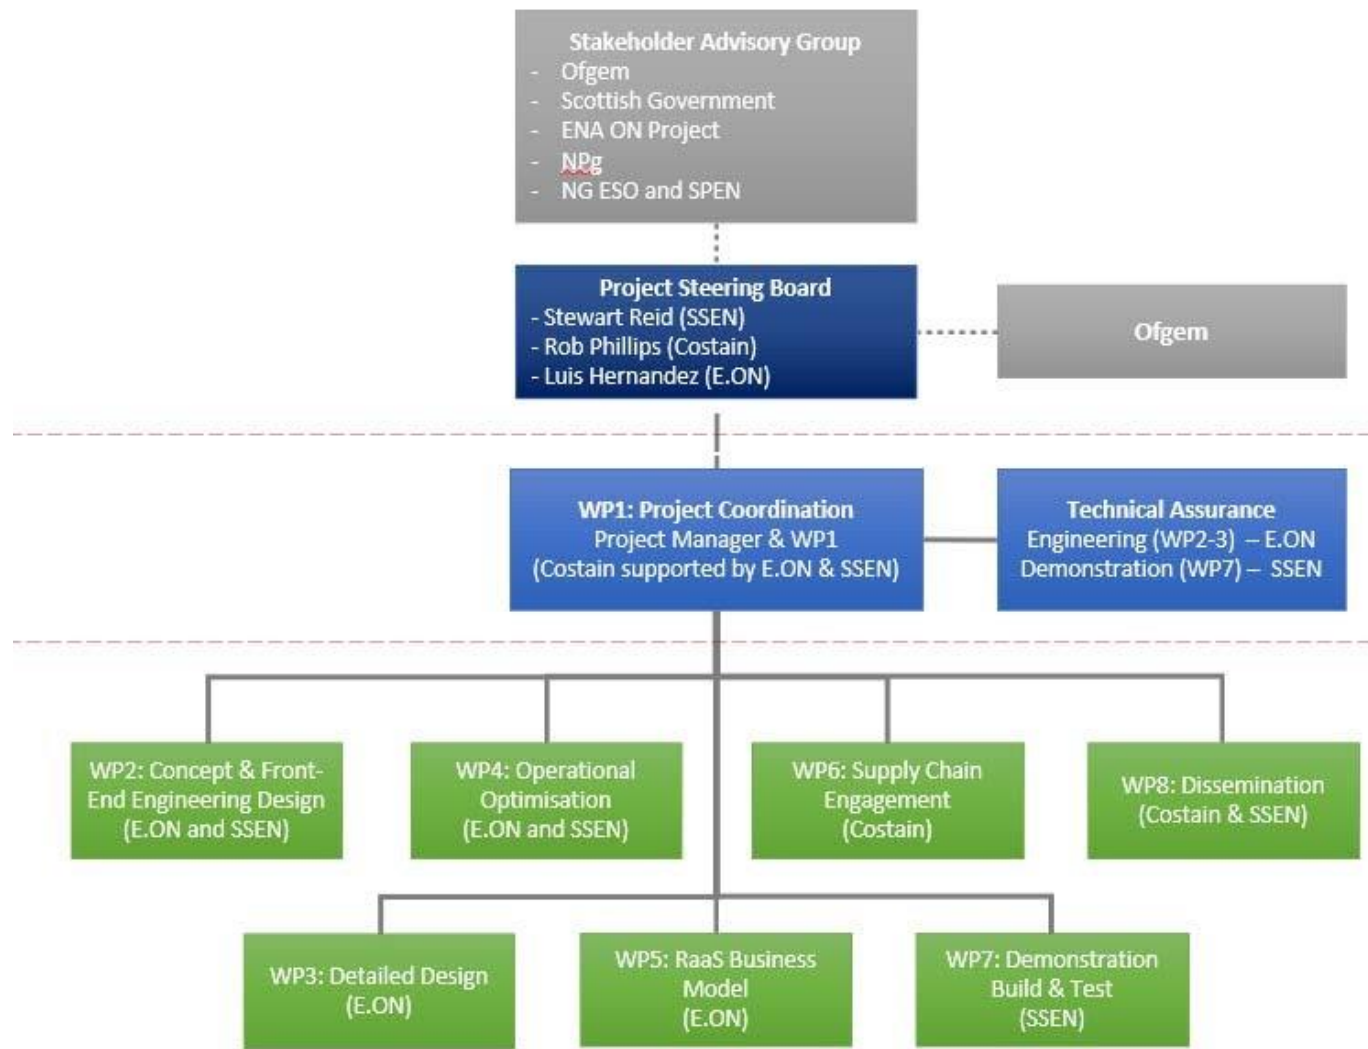 Stakeholder Advisory Group
- Ofgem
- Scottish Government
- ENA ON Project
- NPg
- NG ESO and SPEN
Project Steering Board
- Stewart Reid (SSEN)
- Rob Phillips (Costain)
- Luis Hernandez (E.ON)
Ofgem
WP1: Project Coordination
Project Manager & WP1
(Costain supported by E.ON & SSEN)
Technical Assurance
Engineering (WP2-3) – E.ON
Demonstration (WP7) – SSEN
WP2: Concept & Front-
End Engineering Design
(E.ON and SSEN)
WP4: Operational
Optimisation
(E.ON and SSEN)
WP6: Supply Chain
Engagement
(Costain)
WP8: Dissemination
(Costain & SSEN)
WP3: Detailed Design
(E.ON)
WP5: RaaS Business
Model
(E.ON)
WP7: Demonstration
Build & Test
(SSEN)